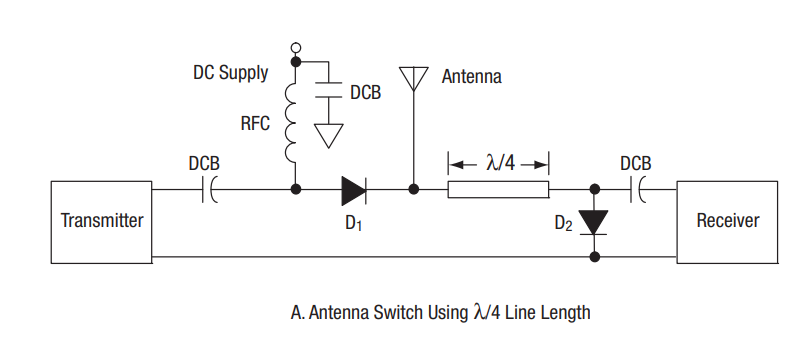 DC Supply
DCB
Antenna
RFC
DCB
λ/4
DCB
Transmitter
D1
D2
Receiver
A. Antenna Switch Using λ/4 Line Length